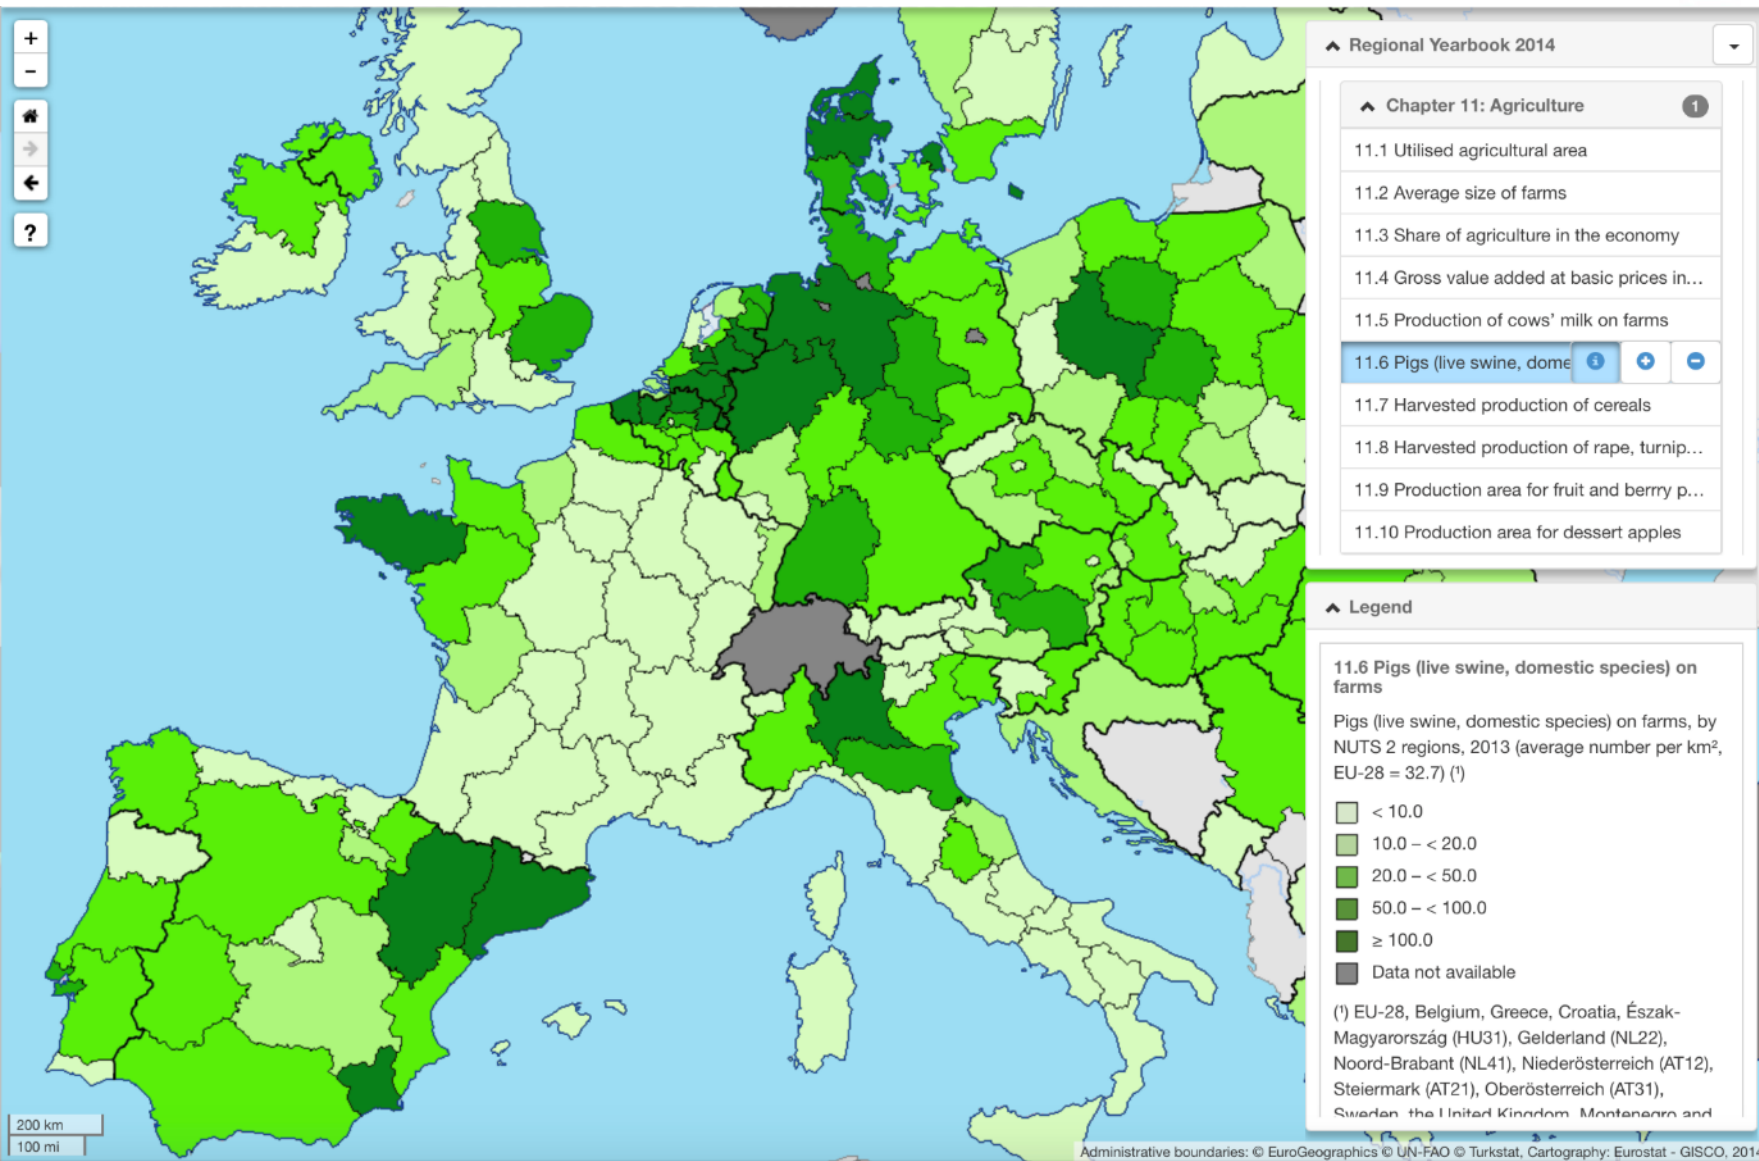 +
−
?
Regional Yearbook 2014
Chapter 11: Agriculture 1
11.1 Utilised agricultural area
11.2 Average size of farms
11.3 Share of agriculture in the economy
11.4 Gross value added at basic prices in...
11.5 Production of cows' milk on farms
11.6 Pigs (live swine, dome
11.7 Harvested production of cereals
11.8 Harvested production of rape, turnip...
11.9 Production area for fruit and berrry p...
11.10 Production area for dessert apples
Legend
11.6 Pigs (live swine, domestic species) on
farms
Pigs (live swine, domestic species) on farms, by
NUTS 2 regions, 2013 (average number per km²,
EU-28 = 32.7) (¹)
< 10.0
10.0 – < 20.0
20.0 – < 50.0
50.0 – < 100.0
≥ 100.0
Data not available
(¹) EU-28, Belgium, Greece, Croatia, Észak-
Magyarország (HU31), Gelderland (NL22),
Noord-Brabant (NL41), Niederösterreich (AT12),
Steiermark (AT21), Oberösterreich (AT31),
Sweden, the United Kingdom, Montenegro and
200 km
100 mi
Administrative boundaries: © EuroGeographics © UN-FAO © Turkstat, Cartography: Eurostat - GISCO, 201